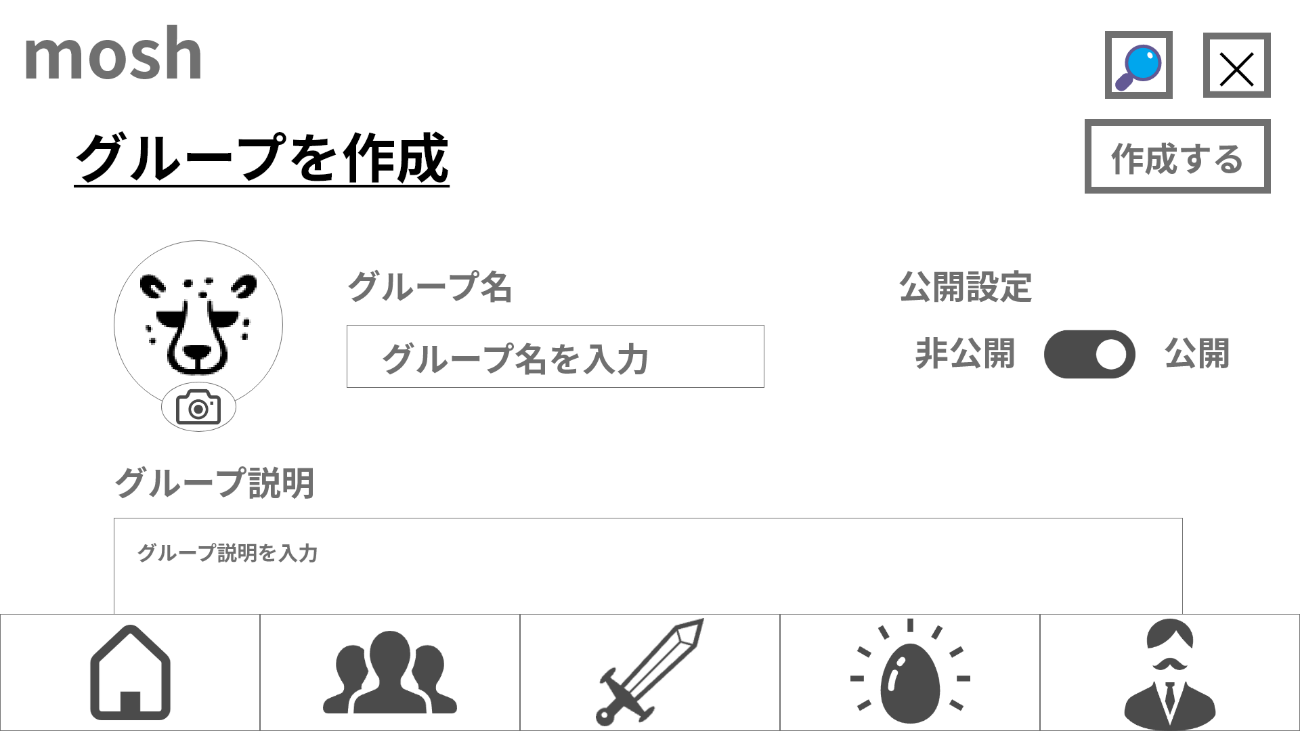 mosh
グループを作成
作成する
グループ名
公開設定
グループ名を入力
非公開
公開
グループ説明
グループ説明を入力